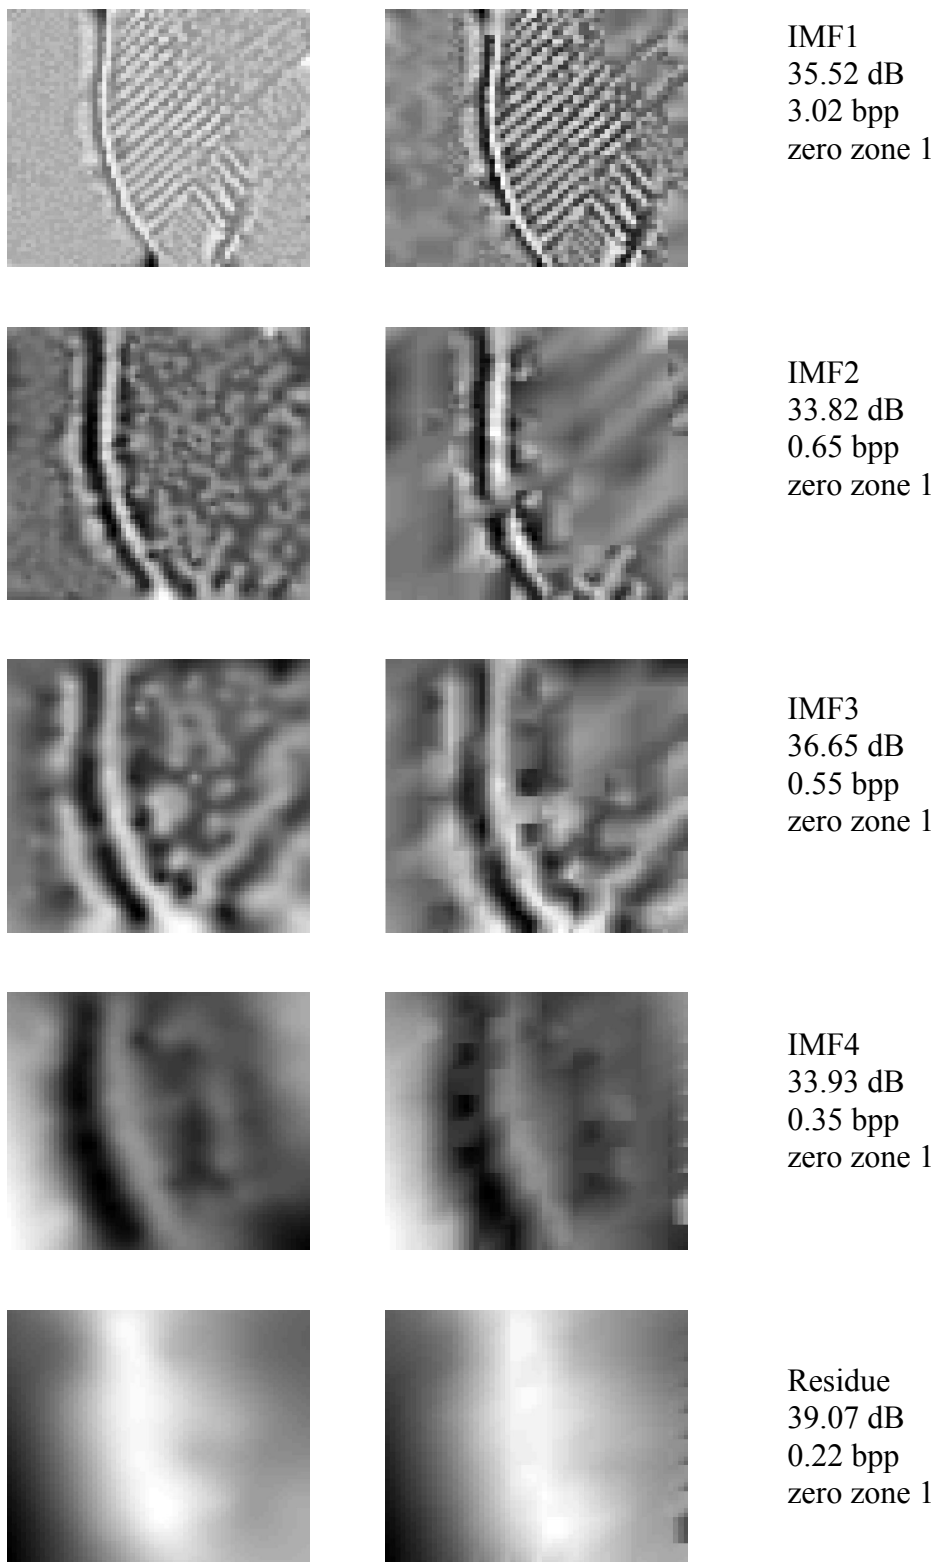 IMF1
35.52 dB
3.02 bpp
zero zone 1
IMF2
33.82 dB
0.65 bpp
zero zone 1
IMF3
36.65 dB
0.55 bpp
zero zone 1
IMF4
33.93 dB
0.35 bpp
zero zone 1
Residue
39.07 dB
0.22 bpp
zero zone 1